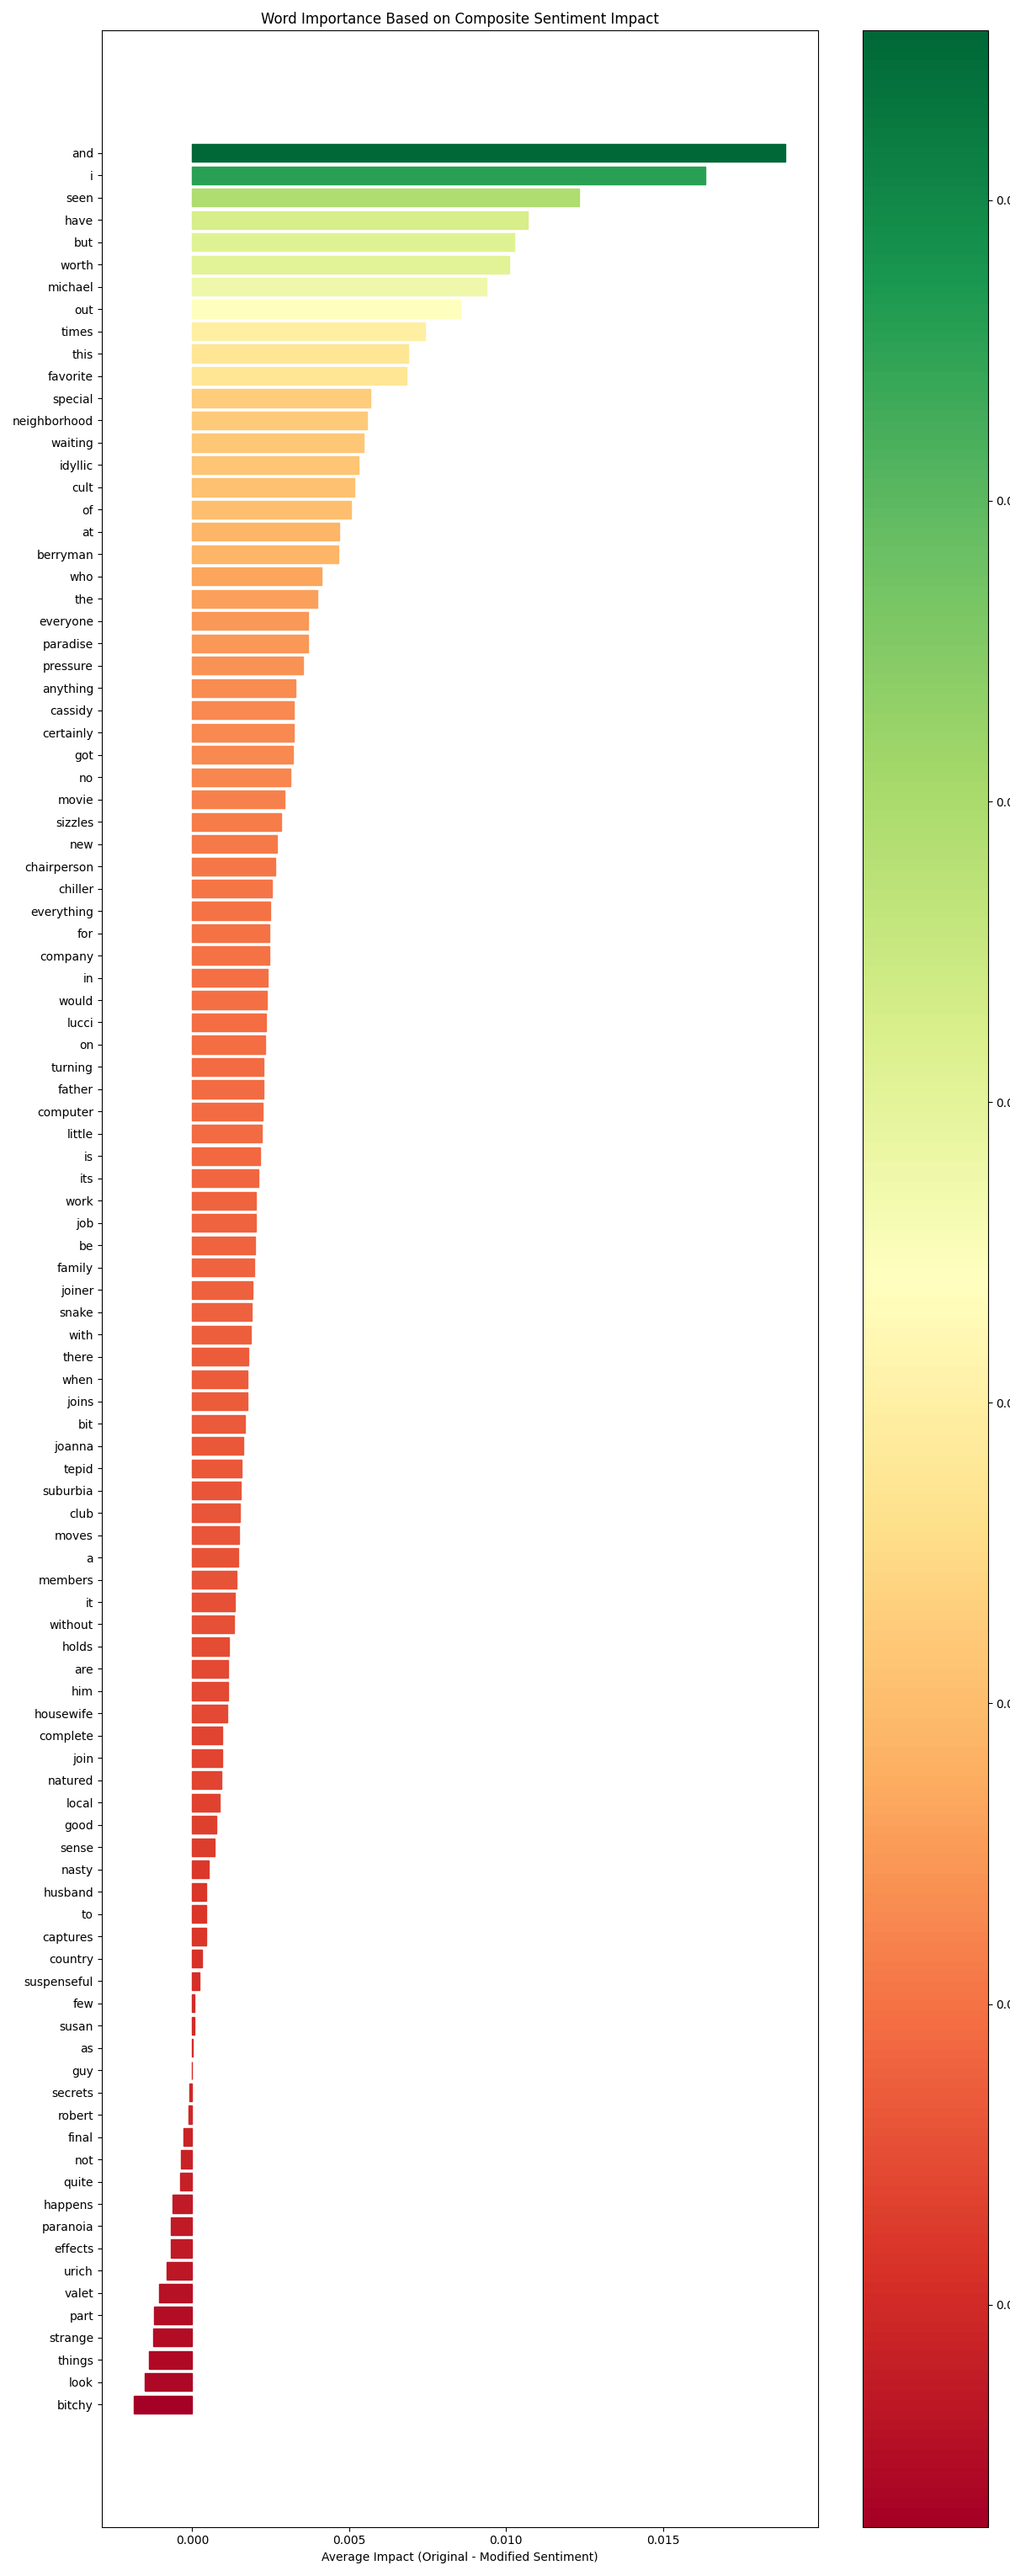 Word Importance Based on Composite Sentiment Impact
and
i
seen
have
but
worth
michael
out
times
this
favorite
special
neighborhood
waiting
idyllic
cult
of
at
berryman
who
the
everyone
paradise
pressure
anything
cassidy
certainly
got
no
movie
sizzles
new
chairperson
chiller
everything
for
company
in
would
lucci
on
turning
father
computer
little
is
its
work
job
be
family
joiner
snake
with
there
when
joins
bit
joanna
tepid
suburbia
club
moves
a
members
it
without
holds
are
him
housewife
complete
join
natured
local
good
sense
nasty
husband
to
captures
country
suspenseful
few
susan
as
guy
secrets
robert
final
not
quite
happens
paranoia
effects
urich
valet
part
strange
things
look
bitchy
0.000 0.005 0.010 0.015
Average Impact (Original - Modified Sentiment)